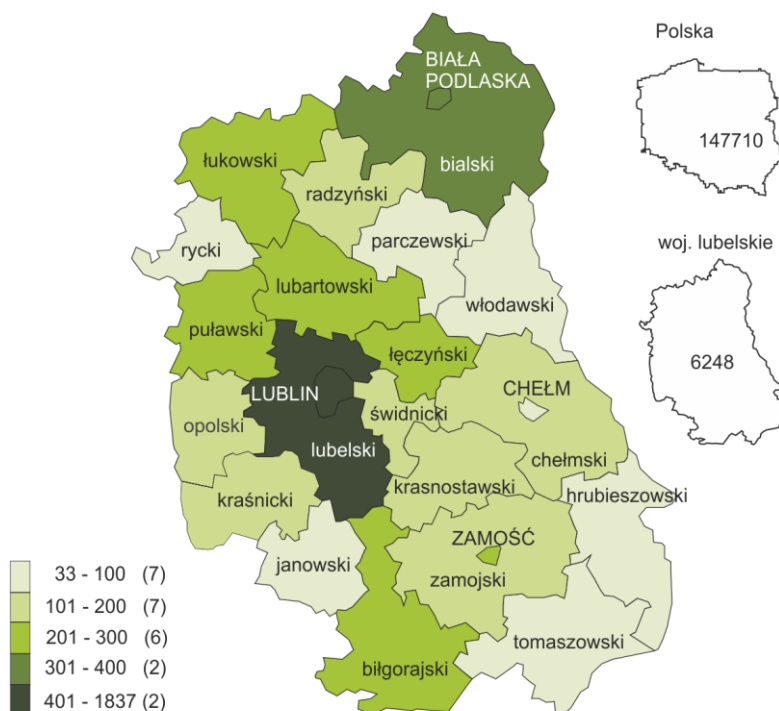 Polska
147710
woj. lubelskie
6248
BIAŁA
PODLASKA
bialski
łukowski
radzyński
rycki
parczewski
lubartowski
włodawski
puławski
łęczyński
LUBLIN
CHEŁM
opolski
świdnicki
lubelski
chełmski
kraśnicki
krasnostawski
hrubieszowski
ZAMOŚĆ
janowski
zamojski
tomaszowski
biłgorajski
33 - 100 (7)
101 - 200 (7)
201 - 300 (6)
301 - 400 (2)
401 - 1837 (2)